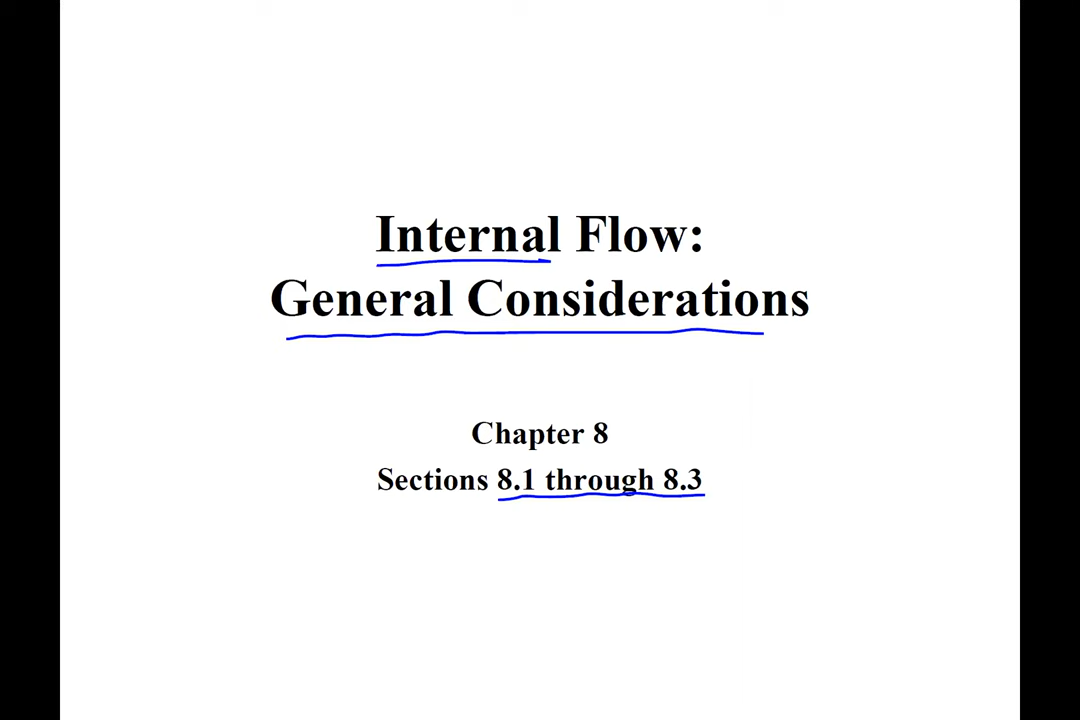 Internal Flow:
General Considerations
Chapter 8
Sections 8.1 through 8.3